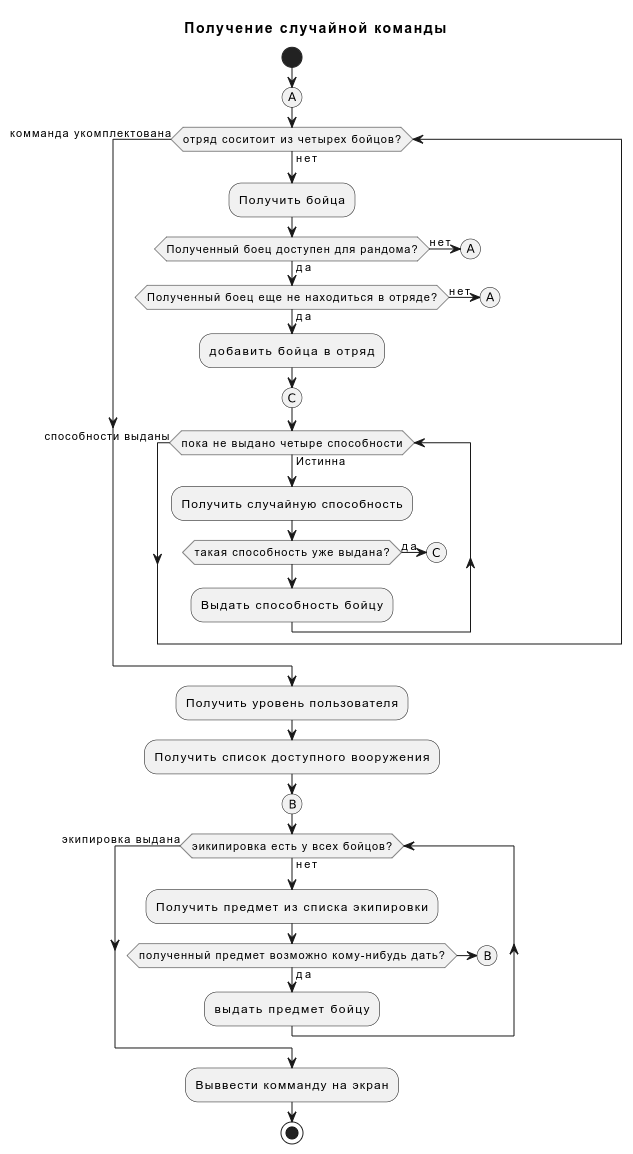 Получение случайной команды
A
комманда укомплектована
отряд соситоит из четырех бойцов?
нет
Получить бойца
Полученный боец доступен для рандома?
нет
A
да
Полученный боец еще не находиться в отряде?
нет
A
да
добавить бойца в отряд
C
способности выданы
пока не выдано четыре способности
Истинна
Получить случайную способность
такая способность уже выдана?
да
C
Выдать способность бойцу
Получить уровень пользователя
Получить список доступного вооружения
B
экипировка выдана
эикипировка есть у всех бойцов?
нет
Получить предмет из списка экипировки
полученный предмет возможно кому-нибудь дать?
B
да
выдать предмет бойцу
Выввести комманду на экран